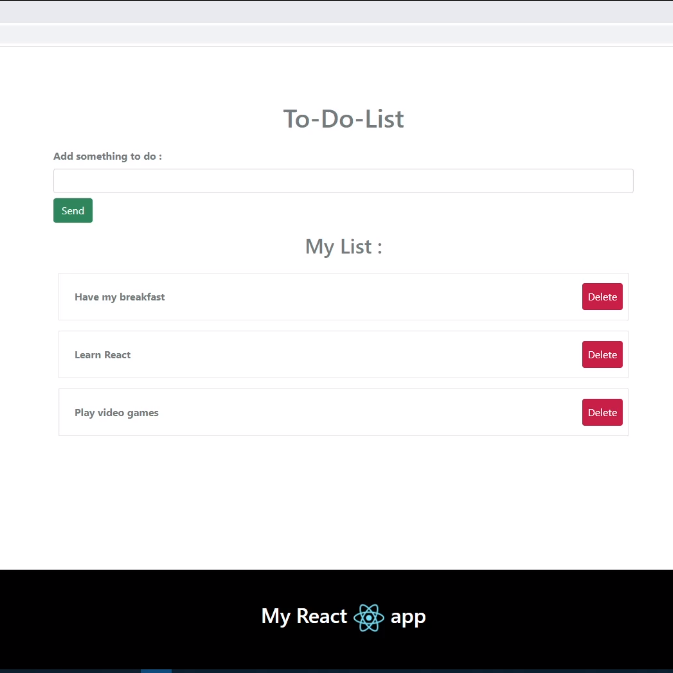 To-Do-List
Add something to do :
Send
My List :
Have my breakfast
Delete
Learn React
Delete
Play video games
Delete
My React app